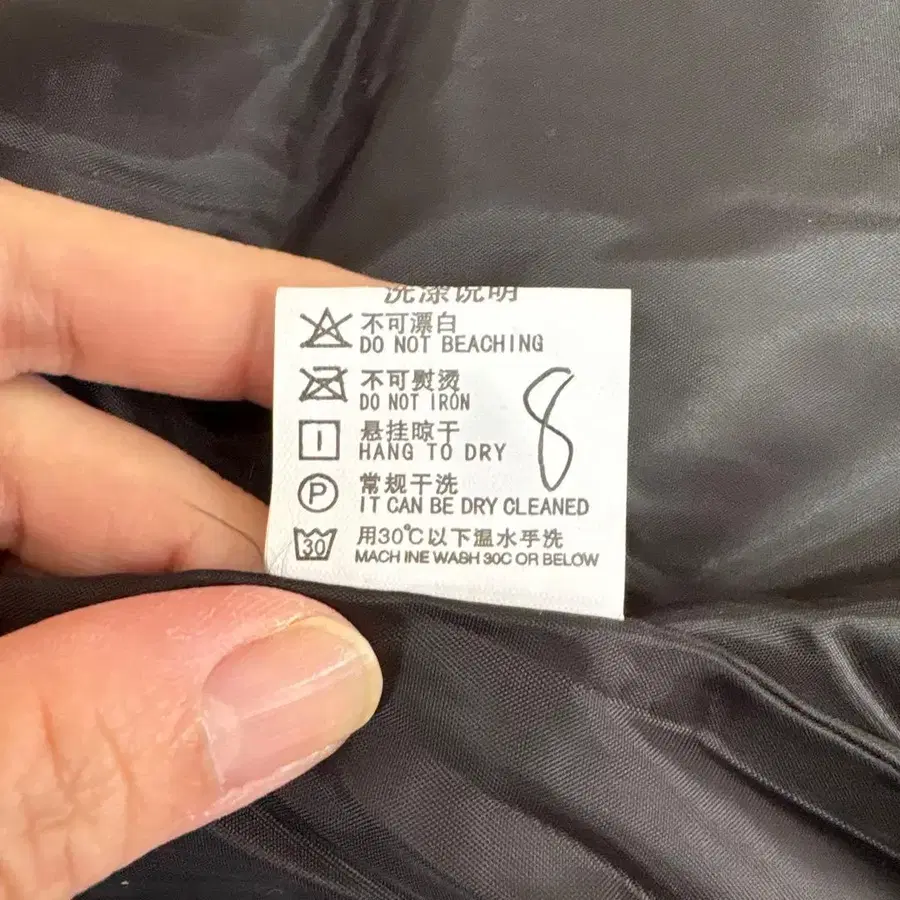 洗涤说明
不可漂白
DO NOT BEACHING
不可熨烫
DO NOT IRON
8
悬挂晾干
HANG TO DRY
P
常规干洗
IT CAN BE DRY CLEANED
30
用30℃以下温水手洗
MACH INE WASH 30C OR BELOW